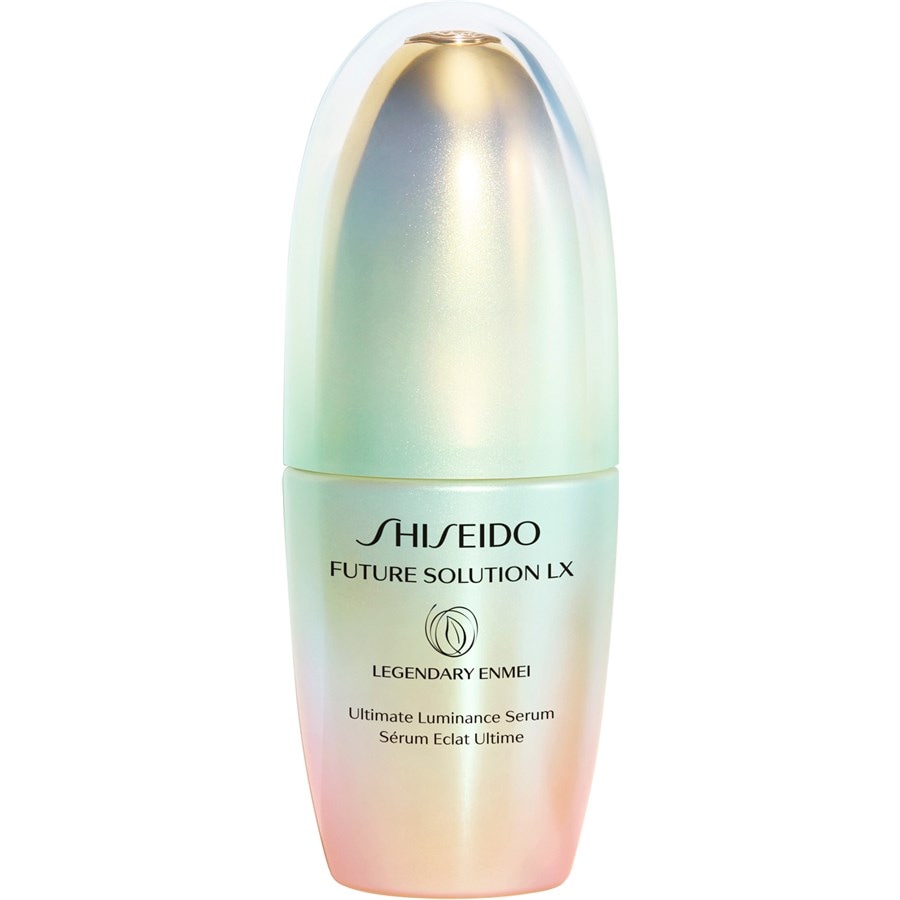 SHISEIDO
FUTURE SOLUTION LX
LEGENDARY ENMEI
Ultimate Luminance Serum
Sérum Eclat Ultime